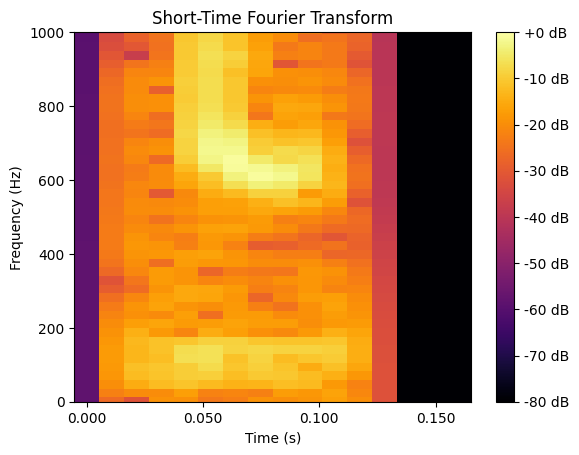 Short-Time Fourier Transform
1000
800
600
400
200
0
Frequency (Hz)
0.000
0.050
0.100
0.150
Time (s)
+0 dB
-10 dB
-20 dB
-30 dB
-40 dB
-50 dB
-60 dB
-70 dB
-80 dB